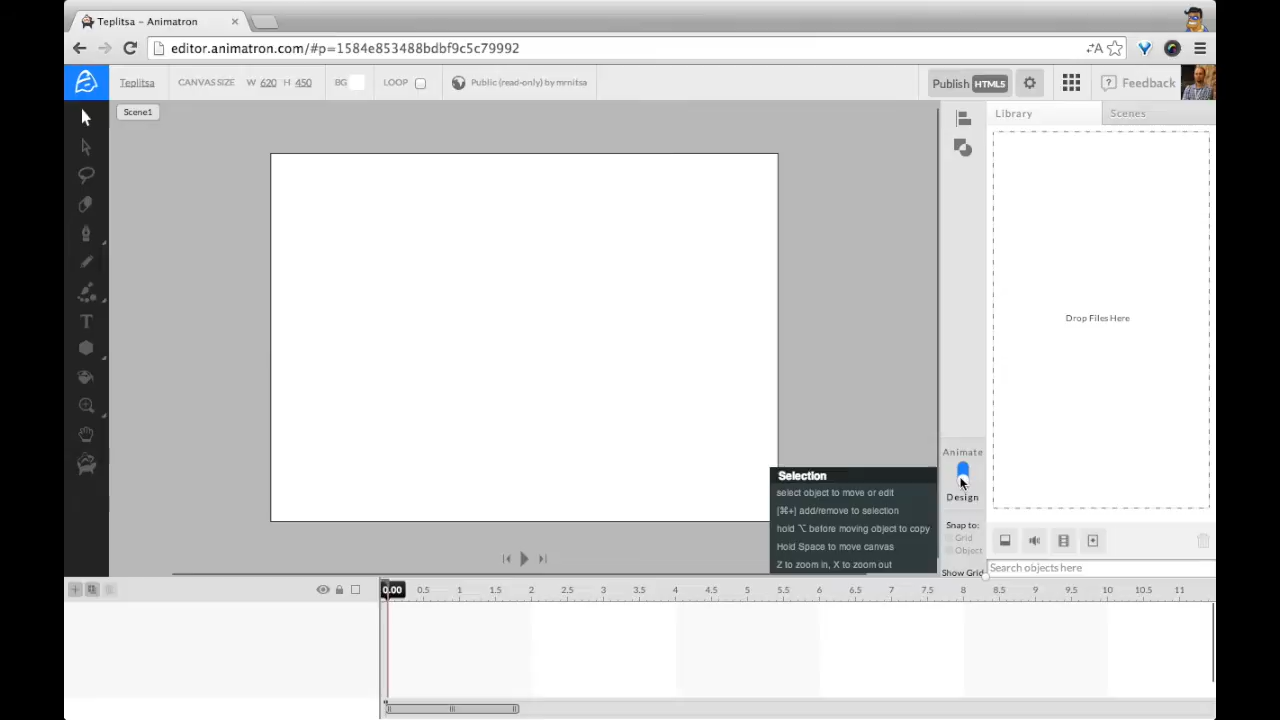 Teplitsa – Animatron
editor.animatron.com/#p=1584e853488bdbf9c5c79992
Teplitsa CANVAS SIZE W 620 H 450 BG LOOP Public (read-only) by mrnitsa Publish HTML5 Feedback
Scene1
Library Scenes
Drop Files Here
Animate
Design
Snap to:
Grid
Object
Show Grid
Selection
select object to move or edit
[⌘+] add/remove to selection
hold ⌥ before moving object to copy
Hold Space to move canvas
Z to zoom in, X to zoom out
Search objects here
0.00 0.5 1 1.5 2 2.5 3 3.5 4 4.5 5 5.5 6 6.5 7 7.5 8 8.5 9 9.5 10 10.5 11